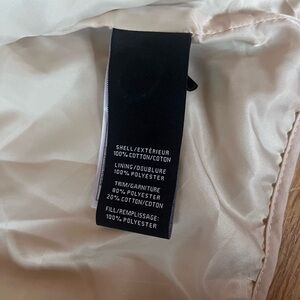 SHELL/EXTÉRIEUR
100% COTTON/COTON
LINING/DOUBLURE
100% POLYESTER
TRIM/GARNITURE
80% POLYESTER
20% COTTON/COTON
FILL/REMPLISSAGE:
100% POLYESTER